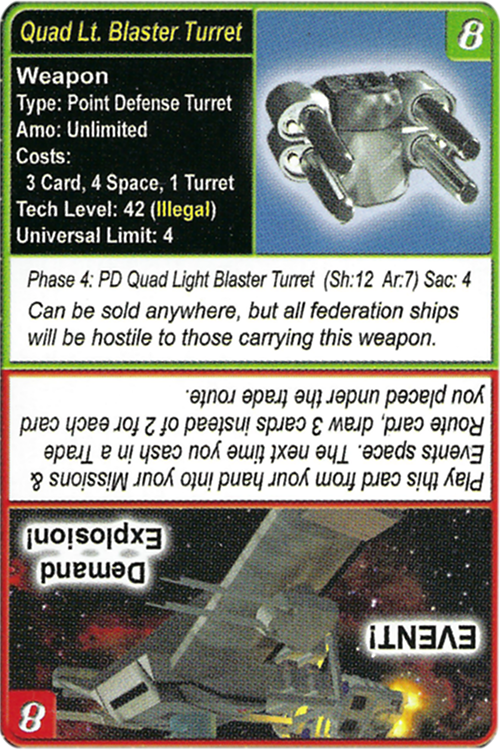 Quad Lt. Blaster Turret
8
Weapon
Type: Point Defense Turret
Amo: Unlimited
Costs:
3 Card, 4 Space, 1 Turret
Tech Level: 42 (Illegal)
Universal Limit: 4
Phase 4: PD Quad Light Blaster Turret (Sh:12 Ar:7) Sac: 4
Can be sold anywhere, but all federation ships
will be hostile to those carrying this weapon.
8
EVENT!
Demand
Explosion!
Play this card from your hand into your Missions &
Events space. The next time you cash in a Trade
Route card, draw 3 cards instead of 2 for each card
you placed under the trade route.